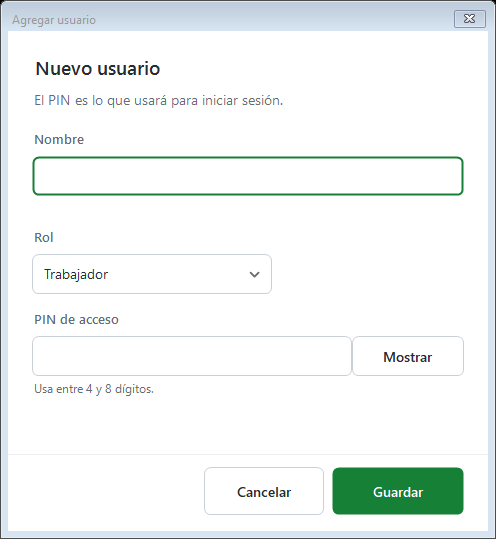 Agregar usuario
Nuevo usuario
El PIN es lo que usará para iniciar sesión.
Nombre
Rol
Trabajador
PIN de acceso
Mostrar
Usa entre 4 y 8 dígitos.
Cancelar
Guardar